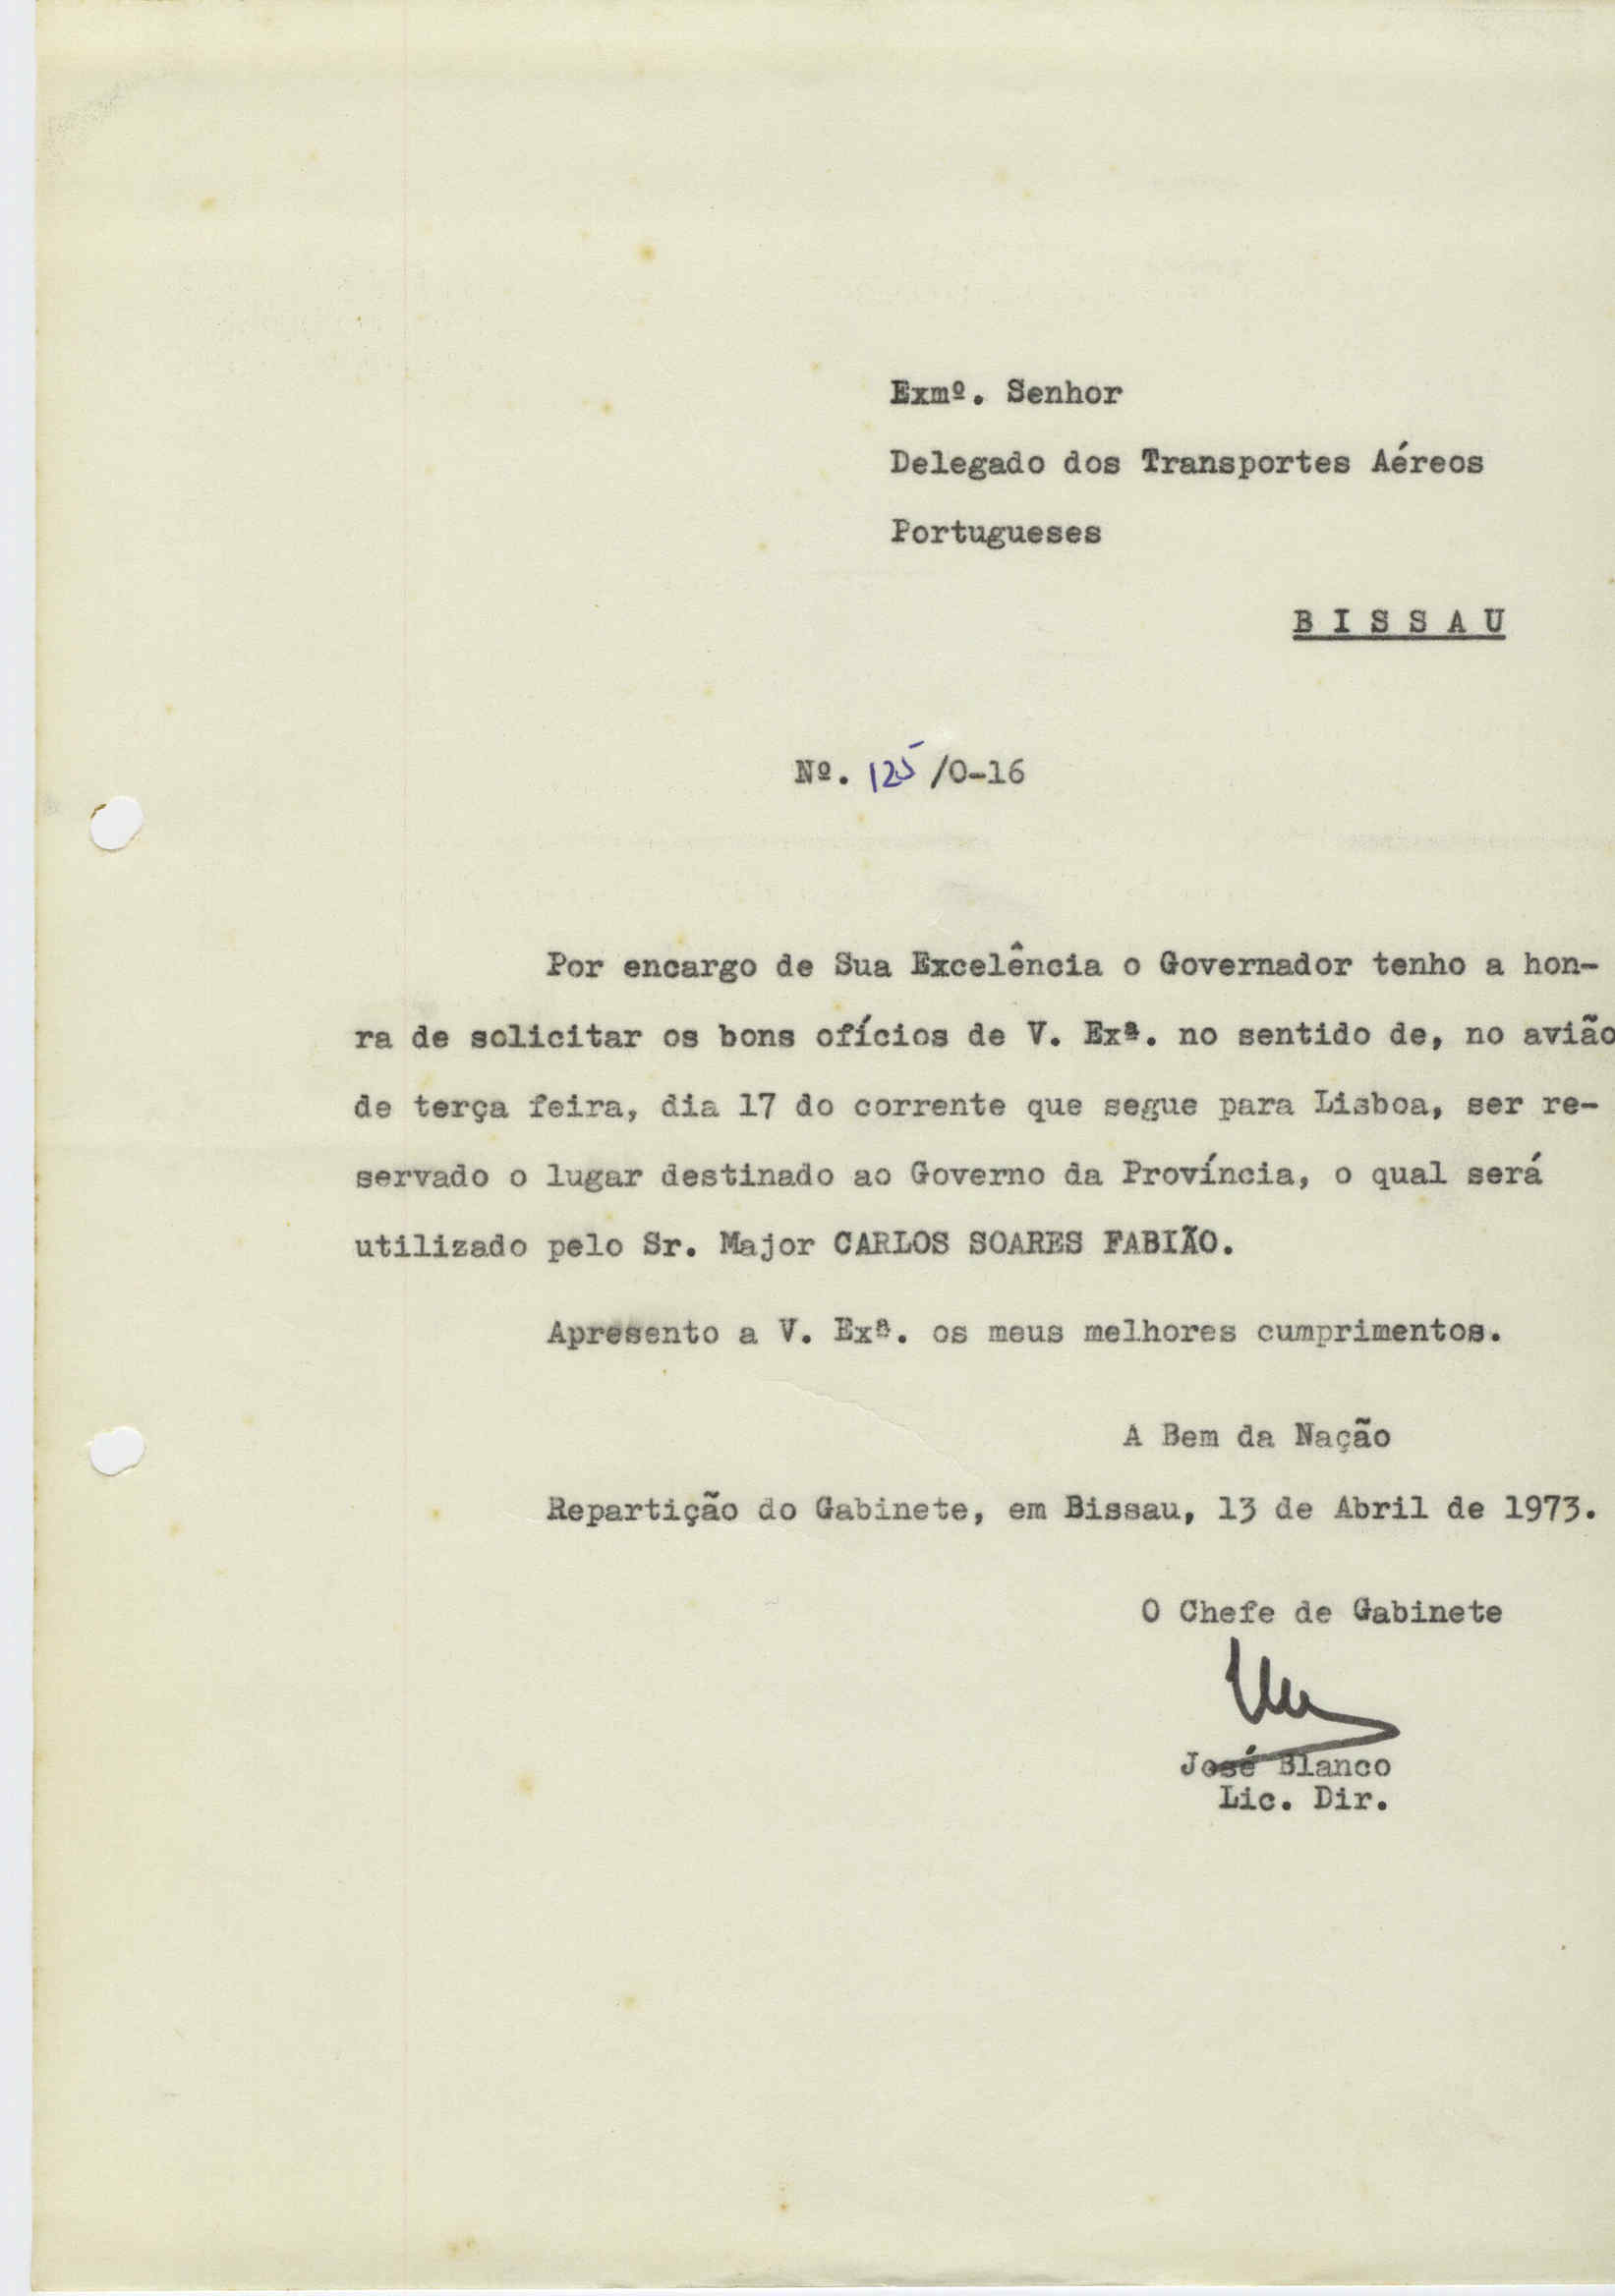 Exmº. Senhor
Delegado dos Transportes Aéreos
Portugueses
B I S S A U
Nº. 125 /0-16
Por encargo de Sua Excelência o Governador tenho a hon-
ra de solicitar os bons ofícios de V. Exª. no sentido de, no avião
de terça feira, dia 17 do corrente que segue para Lisboa, ser re-
servado o lugar destinado ao Governo da Província, o qual será
utilizado pelo Sr. Major CARLOS SOARES FABIÃO.
Apresento a V. Exª. os meus melhores cumprimentos.
A Bem da Nação
Repartição do Gabinete, em Bissau, 13 de Abril de 1973.
O Chefe de Gabinete
José Blanco
Lic. Dir.